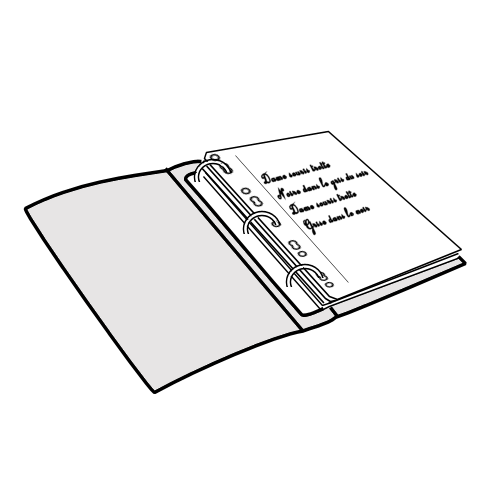 Dame souris trotte
Noire dans le gris du soir
Dame souris trotte
Grise dans le noir